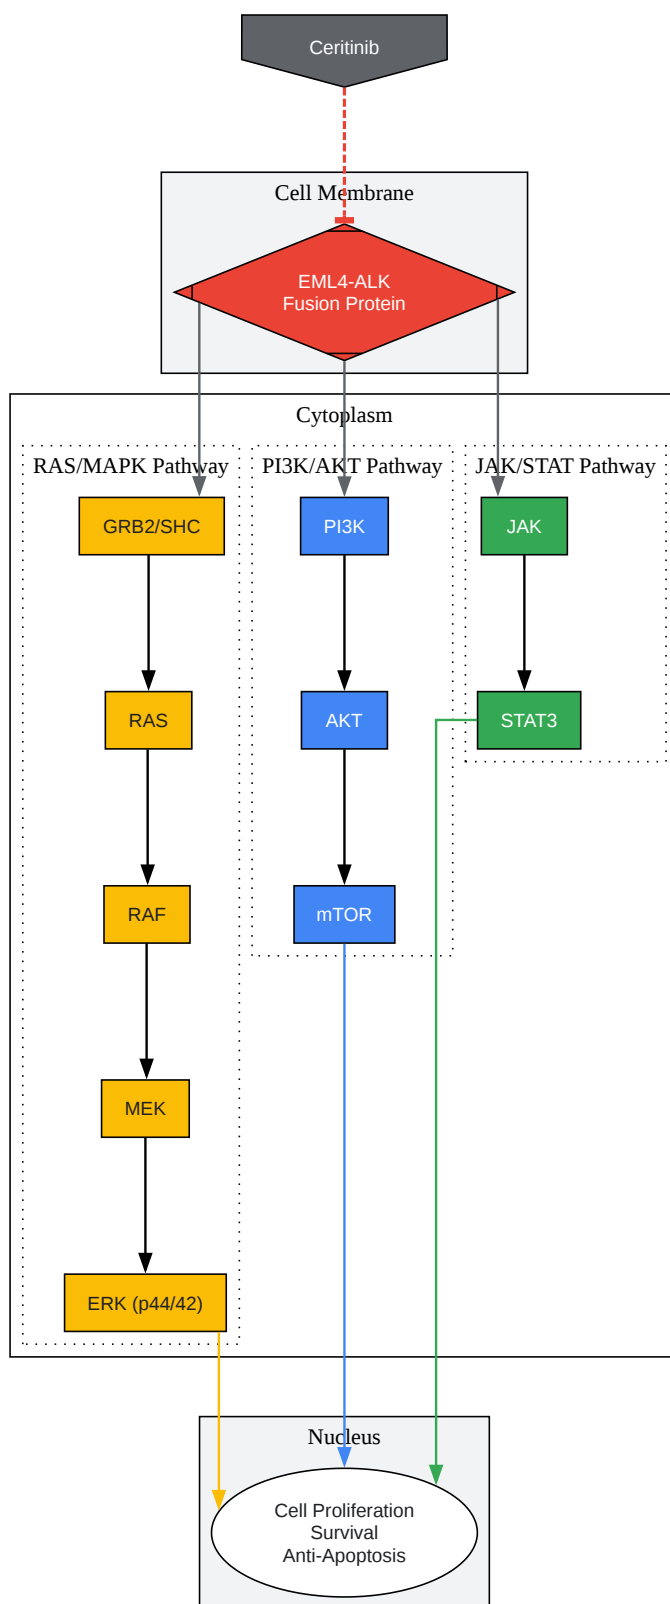 Ceritinib
Cell Membrane
EML4-ALK
Fusion Protein
Cytoplasm
RAS/MAPK Pathway
PI3K/AKT Pathway
JAK/STAT Pathway
GRB2/SHC
PI3K
JAK
RAS
AKT
STAT3
RAF
mTOR
MEK
ERK (p44/42)
Nucleus
Cell Proliferation
Survival
Anti-Apoptosis